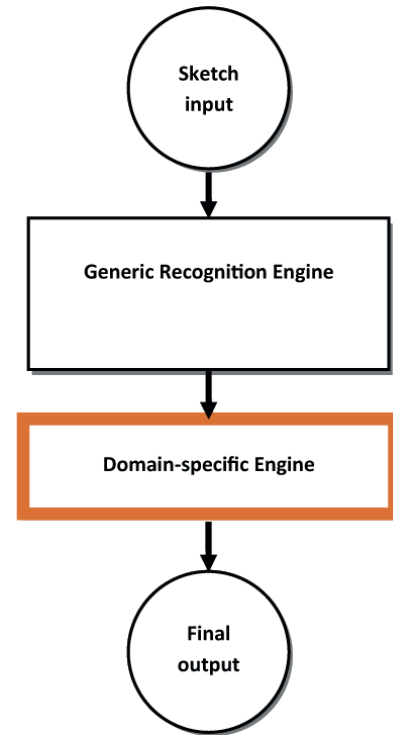 Sketch
input
Generic Recognition Engine
Domain-specific Engine
Final
output